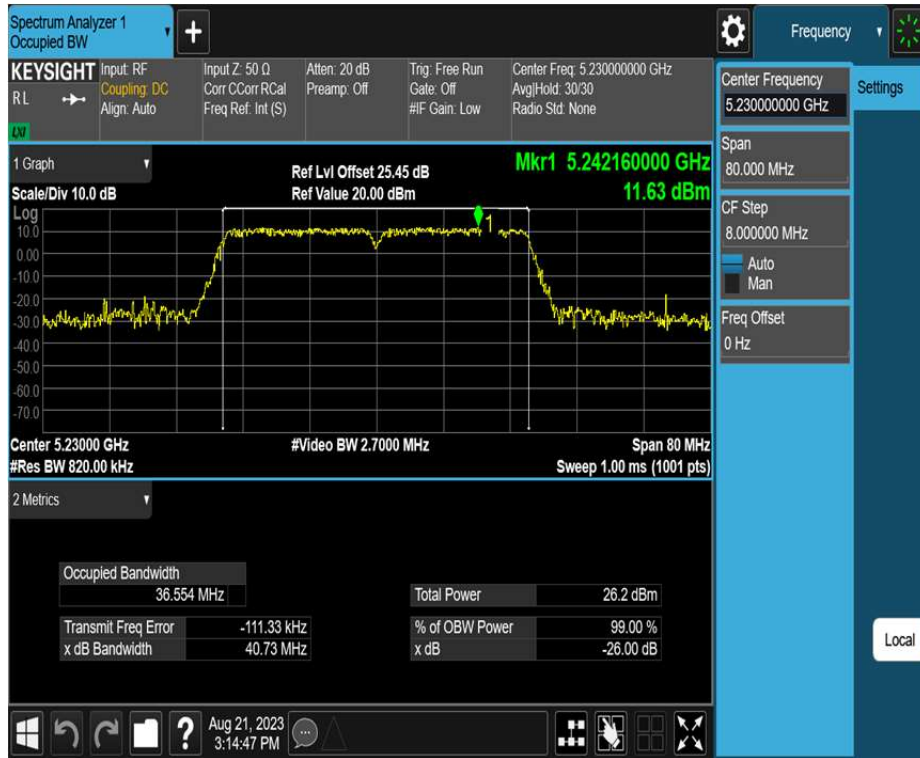 Spectrum Analyzer 1
Occupied BW
+
Frequency
KEYSIGHT
RL
LXI
Input: RF
Coupling: DC
Align: Auto
Input Z: 50 Ω
Corr CCorr RCal
Freq Ref: Int (S)
Atten: 20 dB
Preamp: Off
Trig: Free Run
Gate: Off
#IF Gain: Low
Center Freq: 5.230000000 GHz
Avg|Hold: 30/30
Radio Std: None
Center Frequency
5.230000000 GHz
Settings
Span
80.000 MHz
CF Step
8.000000 MHz
Auto
Man
Freq Offset
0 Hz
Local
1 Graph
Scale/Div 10.0 dB
Ref Lvl Offset 25.45 dB
Ref Value 20.00 dBm
Mkr1 5.242160000 GHz
11.63 dBm
Log
10.0
0.00
-10.0
-20.0
-30.0
-40.0
-50.0
-60.0
-70.0
1
Center 5.23000 GHz
#Video BW 2.7000 MHz
Span 80 MHz
#Res BW 820.00 kHz
Sweep 1.00 ms (1001 pts)
2 Metrics
Occupied Bandwidth
36.554 MHz
Total Power 26.2 dBm
Transmit Freq Error -111.33 kHz
% of OBW Power 99.00 %
x dB Bandwidth 40.73 MHz
x dB -26.00 dB
?
Aug 21, 2023
3:14:47 PM